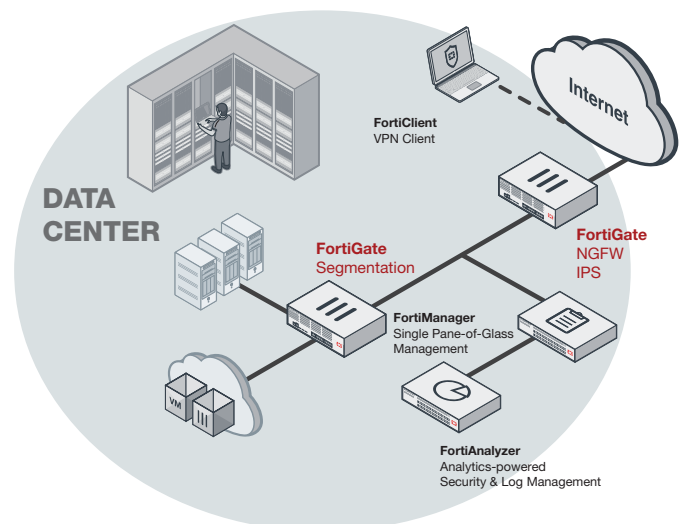 Internet
FortiClient
VPN Client
DATA
CENTER
FortiGate
NGFW
IPS
FortiGate
Segmentation
FortiManager
Single Pane-of-Glass
Management
VM
FortiAnalyzer
Analytics-powered
Security & Log Management